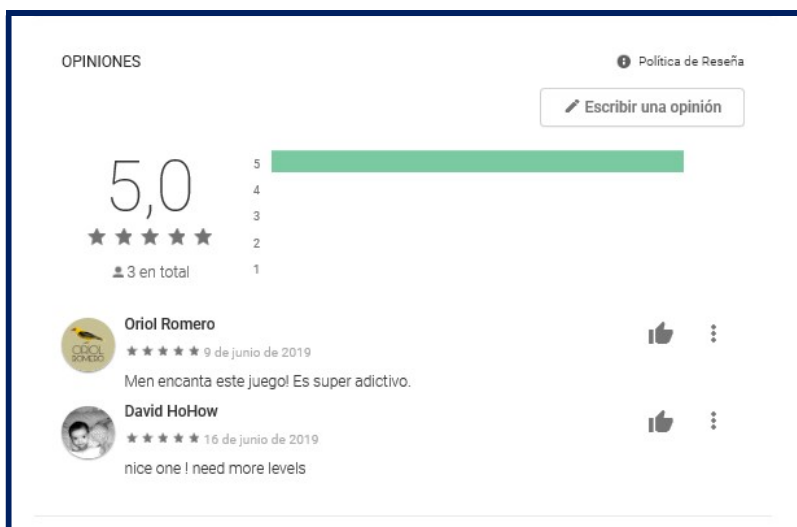 OPINIONES
Política de Reseña
Escribir una opinión
5,0
5
4
3
2
1
3 en total
Oriol Romero
9 de junio de 2019
ORIOL
ROMERO
Men encanta este juego! Es super adictivo.
David HoHow
16 de junio de 2019
nice one ! need more levels